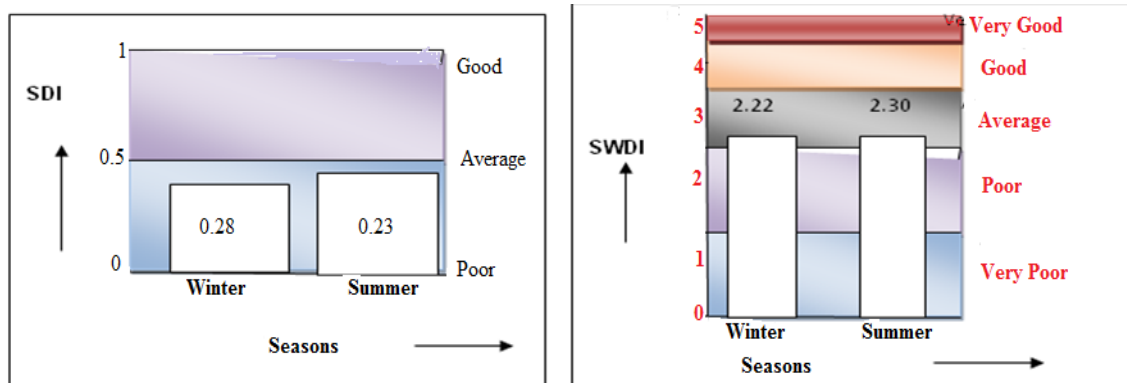 1
Good
SDI
0.5
Average
0.28
0.23
0
Poor
Winter
Summer
Seasons
5
Very Good
4
Good
2.22
2.30
3
Average
SWDI
2
Poor
1
Very Poor
0
Winter
Summer
Seasons